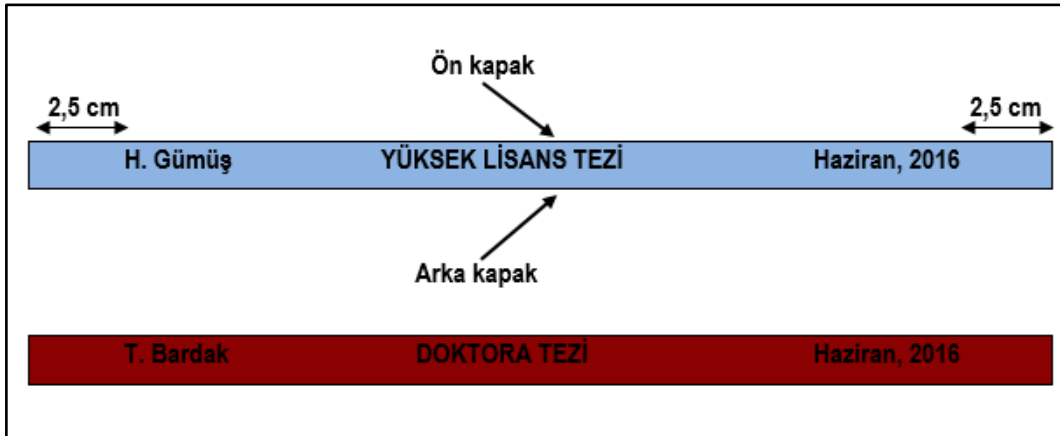 Ön kapak
2,5 cm 2,5 cm
H. Gümüş YÜKSEK LİSANS TEZİ Haziran, 2016
Arka kapak
T. Bardak DOKTORA TEZİ Haziran, 2016